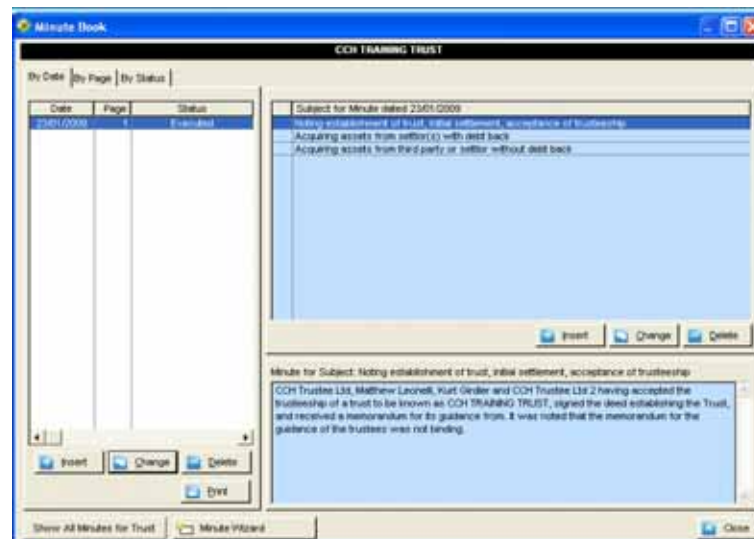 Minute Book
CCH TRAINING TRUST
By Date By Page By Status
Date Page Status
23/01/2009 1 Executed
Insert Change Delete
Print
Subject for Minute dated 23/01/2009
Noting establishment of trust, initial settlement, acceptance of trusteeship
Acquiring assets from settlor(s) with debt back
Acquiring assets from third party or settlor without debt back
Insert Change Delete
Minute for Subject: Noting establishment of trust, initial settlement, acceptance of trusteeship
CCH Trustee Ltd, Matthew Leonelli, Kurt Girdler and CCH Trustee Ltd 2 having accepted the
trusteeship of a trust to be known as CCH TRAINING TRUST, signed the deed establishing the Trust,
and received a memorandum for its guidance from. It was noted that the memorandum for the
guidance of the trustees was not binding.
Show All Minutes for Trust Minute Wizard Close